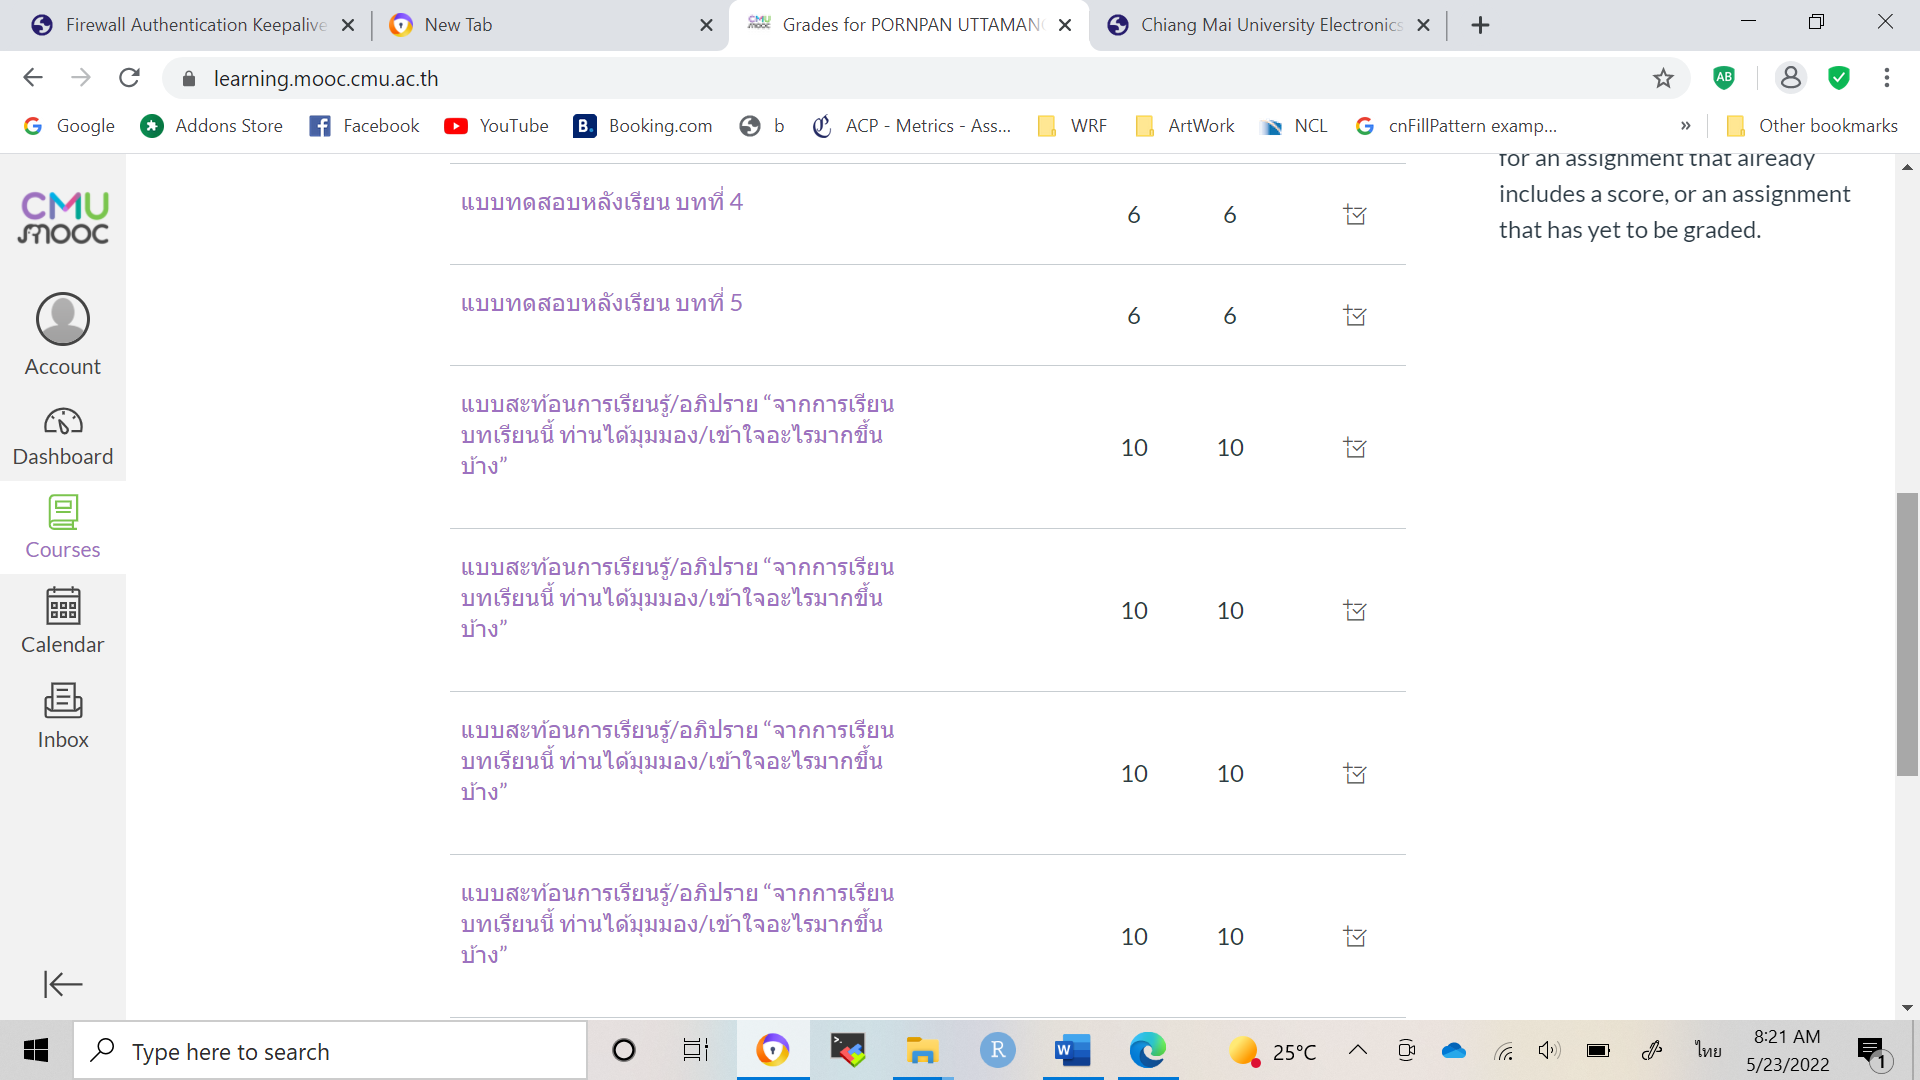 Firewall Authentication Keepalive
New Tab
CMU MOOC
Grades for PORNPAN UTTAMANG
Chiang Mai University Electronics
learning.mooc.cmu.ac.th
AB
Google
Addons Store
Facebook
YouTube
B.
Booking.com
b
ACP - Metrics - Ass...
WRF
ArtWork
NCL
cnFillPattern examp...
»
Other bookmarks
CMU
MOOC
Account
Dashboard
Courses
Calendar
Inbox
for an assignment that already
includes a score, or an assignment
that has yet to be graded.
แบบทดสอบหลังเรียน บทที่ 4
6 6
แบบทดสอบหลังเรียน บทที่ 5
6 6
แบบสะท้อนการเรียนรู้/อภิปราย “จากการเรียน
บทเรียนนี้ ท่านได้มุมมอง/เข้าใจอะไรมากขึ้น
บ้าง”
10 10
แบบสะท้อนการเรียนรู้/อภิปราย “จากการเรียน
บทเรียนนี้ ท่านได้มุมมอง/เข้าใจอะไรมากขึ้น
บ้าง”
10 10
แบบสะท้อนการเรียนรู้/อภิปราย “จากการเรียน
บทเรียนนี้ ท่านได้มุมมอง/เข้าใจอะไรมากขึ้น
บ้าง”
10 10
แบบสะท้อนการเรียนรู้/อภิปราย “จากการเรียน
บทเรียนนี้ ท่านได้มุมมอง/เข้าใจอะไรมากขึ้น
บ้าง”
10 10
Type here to search
R
W
25°C
ไทย
8:21 AM
5/23/2022
1